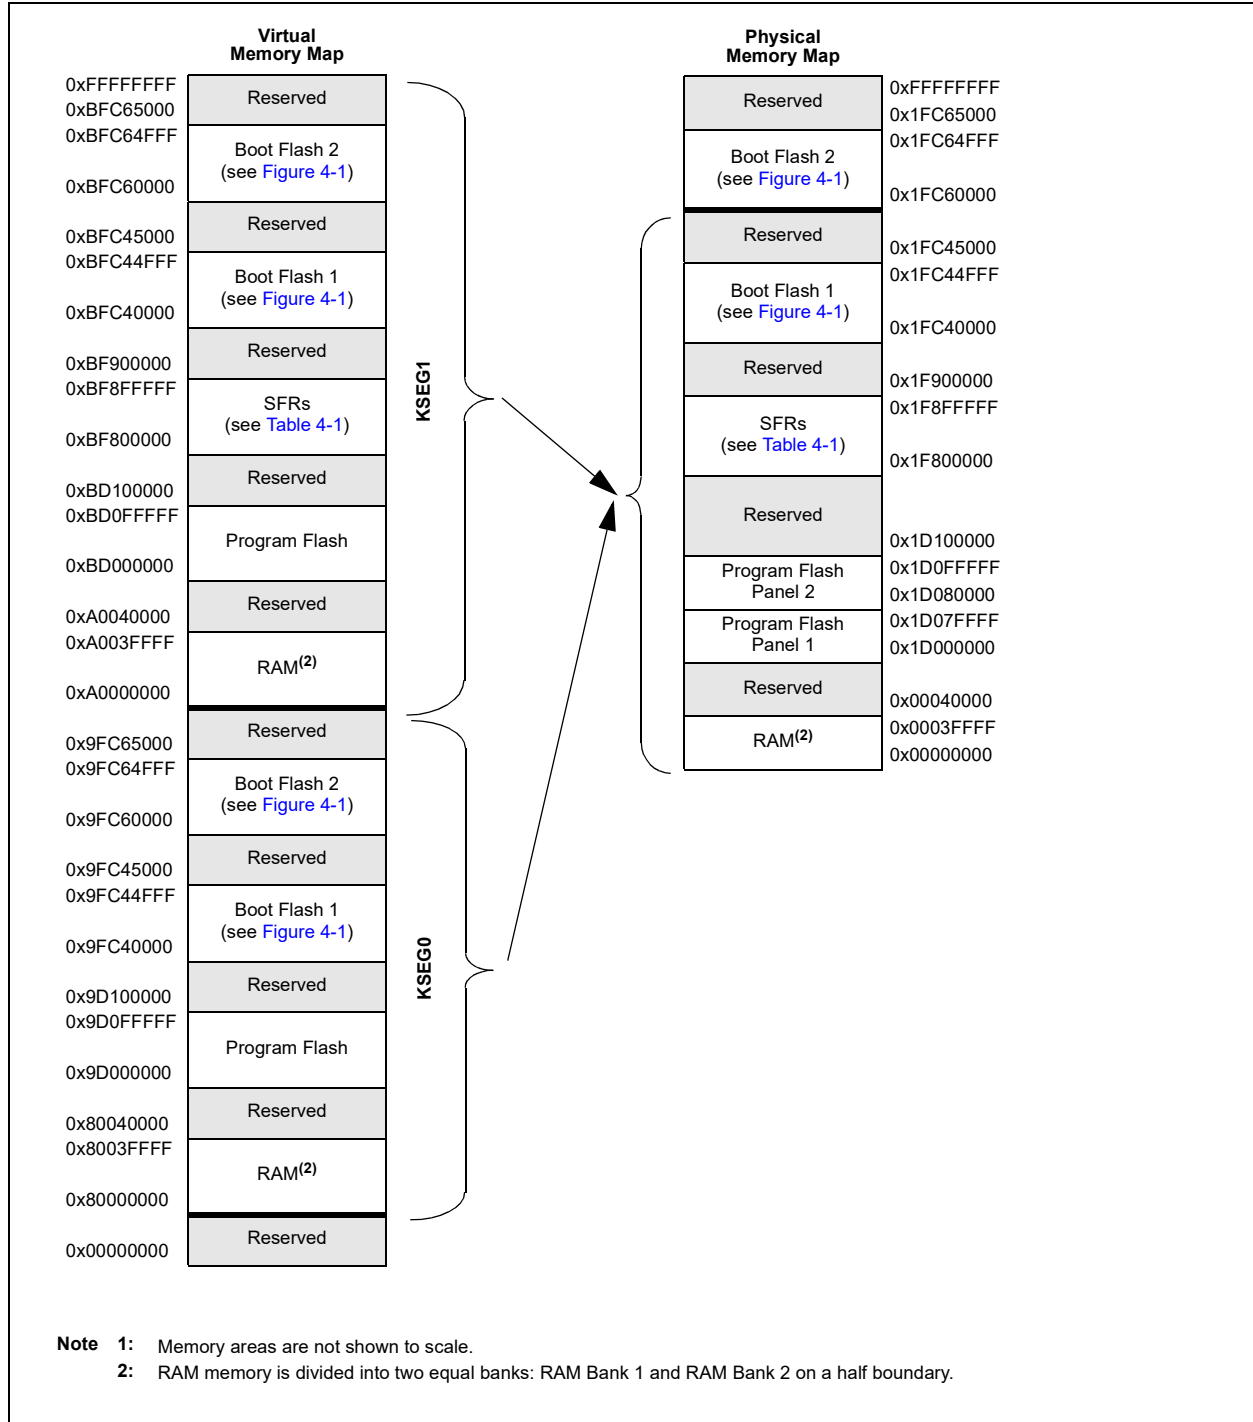 Virtual
Memory Map
0xFFFFFFFF
Reserved
0xBFC65000
0xBFC64FFF
Boot Flash 2
(see Figure 4-1)
0xBFC60000
Reserved
0xBFC45000
0xBFC44FFF
Boot Flash 1
(see Figure 4-1)
0xBFC40000
Reserved
0xBF900000
0xBF8FFFFF
SFRs
(see Table 4-1)
0xBF800000
Reserved
0xBD100000
0xBD0FFFFF
Program Flash
0xBD000000
Reserved
0xA0040000
0xA003FFFF
RAM(2)
0xA0000000
KSEG1
Reserved
0x9FC65000
0x9FC64FFF
Boot Flash 2
(see Figure 4-1)
0x9FC60000
Reserved
0x9FC45000
0x9FC44FFF
Boot Flash 1
(see Figure 4-1)
0x9FC40000
Reserved
0x9D100000
0x9D0FFFFF
Program Flash
0x9D000000
Reserved
0x80040000
0x8003FFFF
RAM(2)
0x80000000
KSEG0
Reserved
0x00000000
Physical
Memory Map
0xFFFFFFFF
Reserved
0x1FC65000
0x1FC64FFF
Boot Flash 2
(see Figure 4-1)
0x1FC60000
Reserved
0x1FC45000
0x1FC44FFF
Boot Flash 1
(see Figure 4-1)
0x1FC40000
Reserved
0x1F900000
0x1F8FFFFF
SFRs
(see Table 4-1)
0x1F800000
Reserved
0x1D100000
0x1D0FFFFF
Program Flash
Panel 2
0x1D080000
0x1D07FFFF
Program Flash
Panel 1
0x1D000000
Reserved
0x00040000
0x0003FFFF
RAM(2)
0x00000000
Note 1: Memory areas are not shown to scale.
2: RAM memory is divided into two equal banks: RAM Bank 1 and RAM Bank 2 on a half boundary.